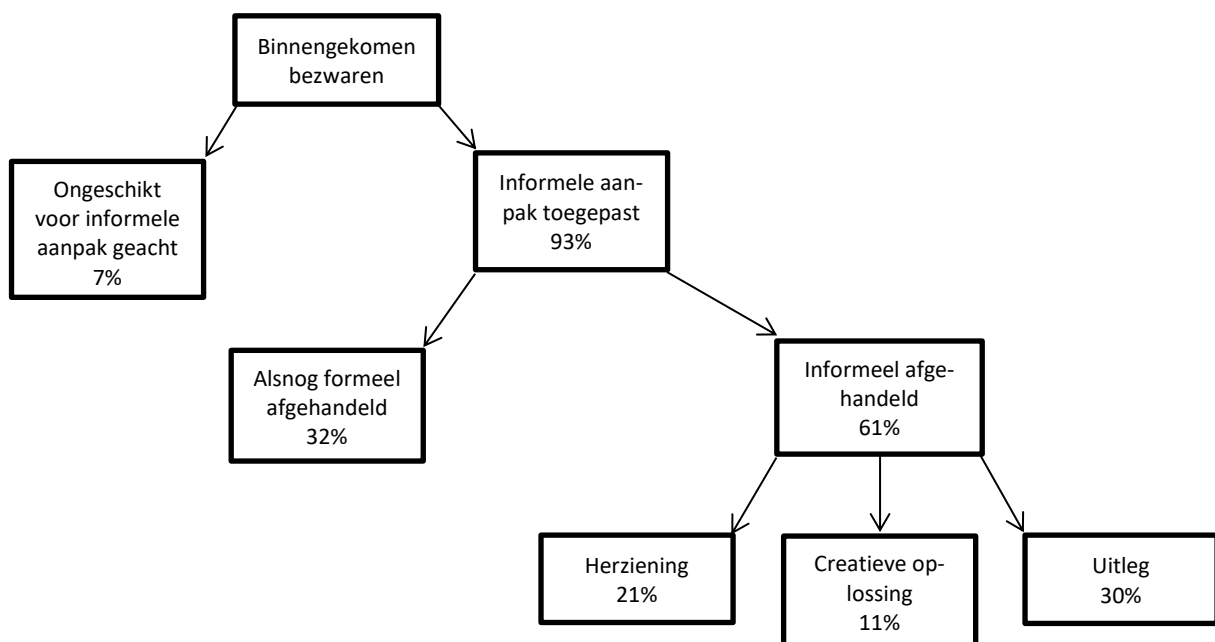 Binnengekomen
bezwaren
Ongeschikt
voor informele
aanpak geacht
7%
Informele aan-
pak toegepast
93%
Alsnog formeel
afgehandeld
32%
Informeel afge-
handeld
61%
Herziening
21%
Creatieve op-
lossing
11%
Uitleg
30%